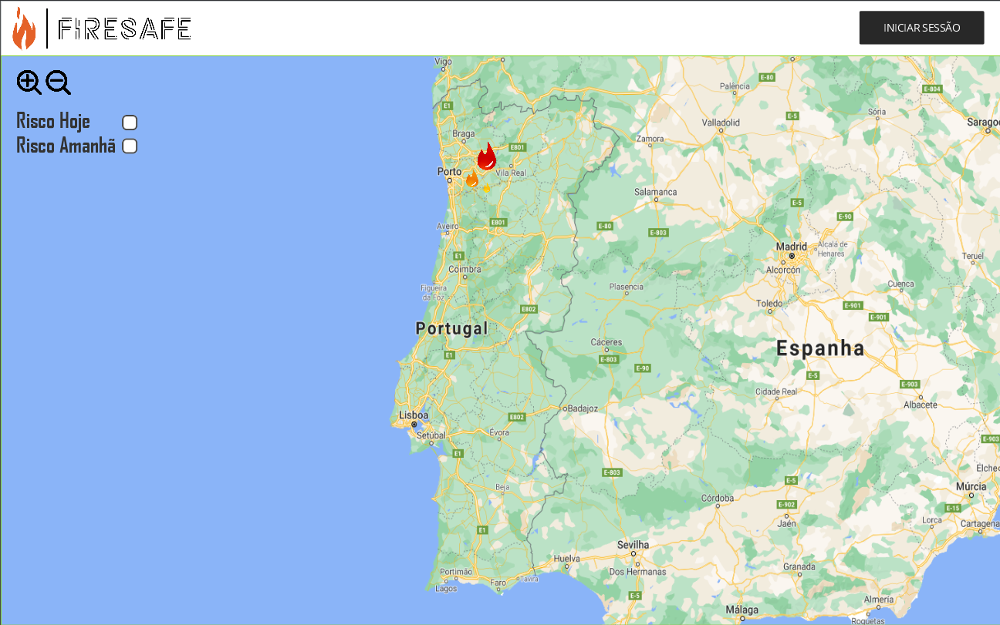 FIRESAFE
INICIAR SESSÃO
Risco Hoje
Risco Amanhã
Vigo
Palência
E-80
E-804
E1
E-5
Sória
Valladolid
Sarago
Braga
Zamora
E801
Porto
Vila Real
Salamanca
E-5
E-90
Aveiro
E801
E-80
E-803
Madrid
Alcalá de
Henares
E1
Teruel
Coimbra
Alcorcón
Figueira
da Foz
Plasencia
Cuenca
E802
Toledo
E-901
E-901
Portugal
Cáceres
Espanha
E1
E-803
E-90
E-5
E-903
Cidade Real
Albacete
Badajoz
Lisboa
E802
Setúbal
Évora
E-903
E1
E-803
Elche
E-5
Beja
Múrcia
Córdoba
E-902
E-15
Jaén
Lorca
Cartagena
E1
Sevilha
Huelva
Granada
Portimão
Dos Hermanas
Faro
Tavira
Lagos
E-5
Almería
Málaga
Roquetas